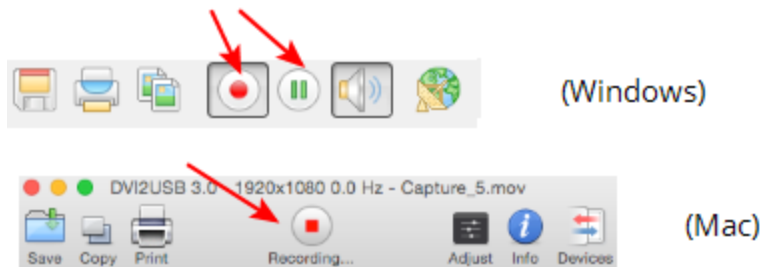 (Windows)
DVI2USB 3.0 - 1920x1080 0.0 Hz - Capture_5.mov
Save Copy Print Recording... Adjust Info Devices
(Mac)